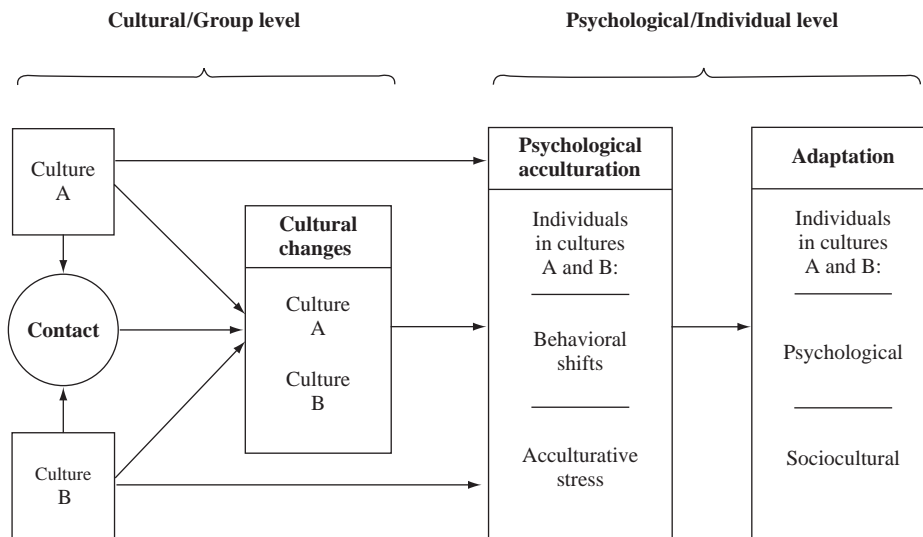 Cultural/Group level
Psychological/Individual level
Culture
A
Contact
Culture
B
Cultural
changes
Culture
A
Culture
B
Psychological
acculturation
Individuals
in cultures
A and B:
Behavioral
shifts
Acculturative
stress
Adaptation
Individuals
in cultures
A and B:
Psychological
Sociocultural